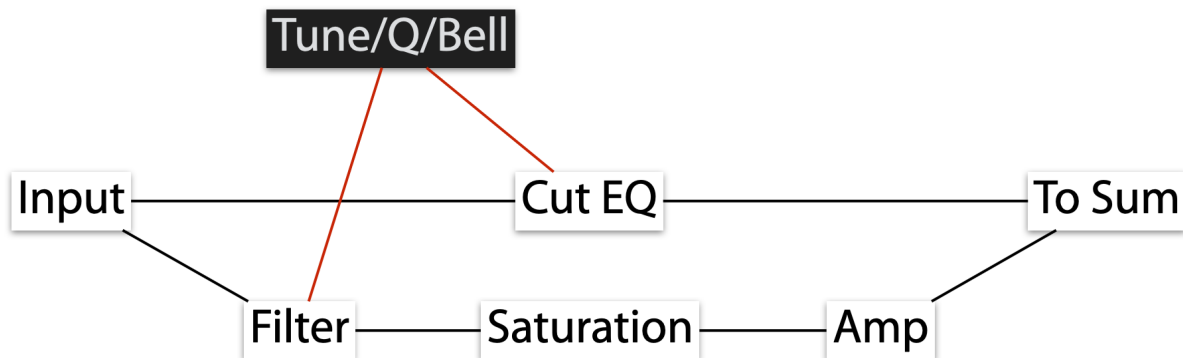 Tune/Q/Bell
Input
Cut EQ
To Sum
Filter
Saturation
Amp